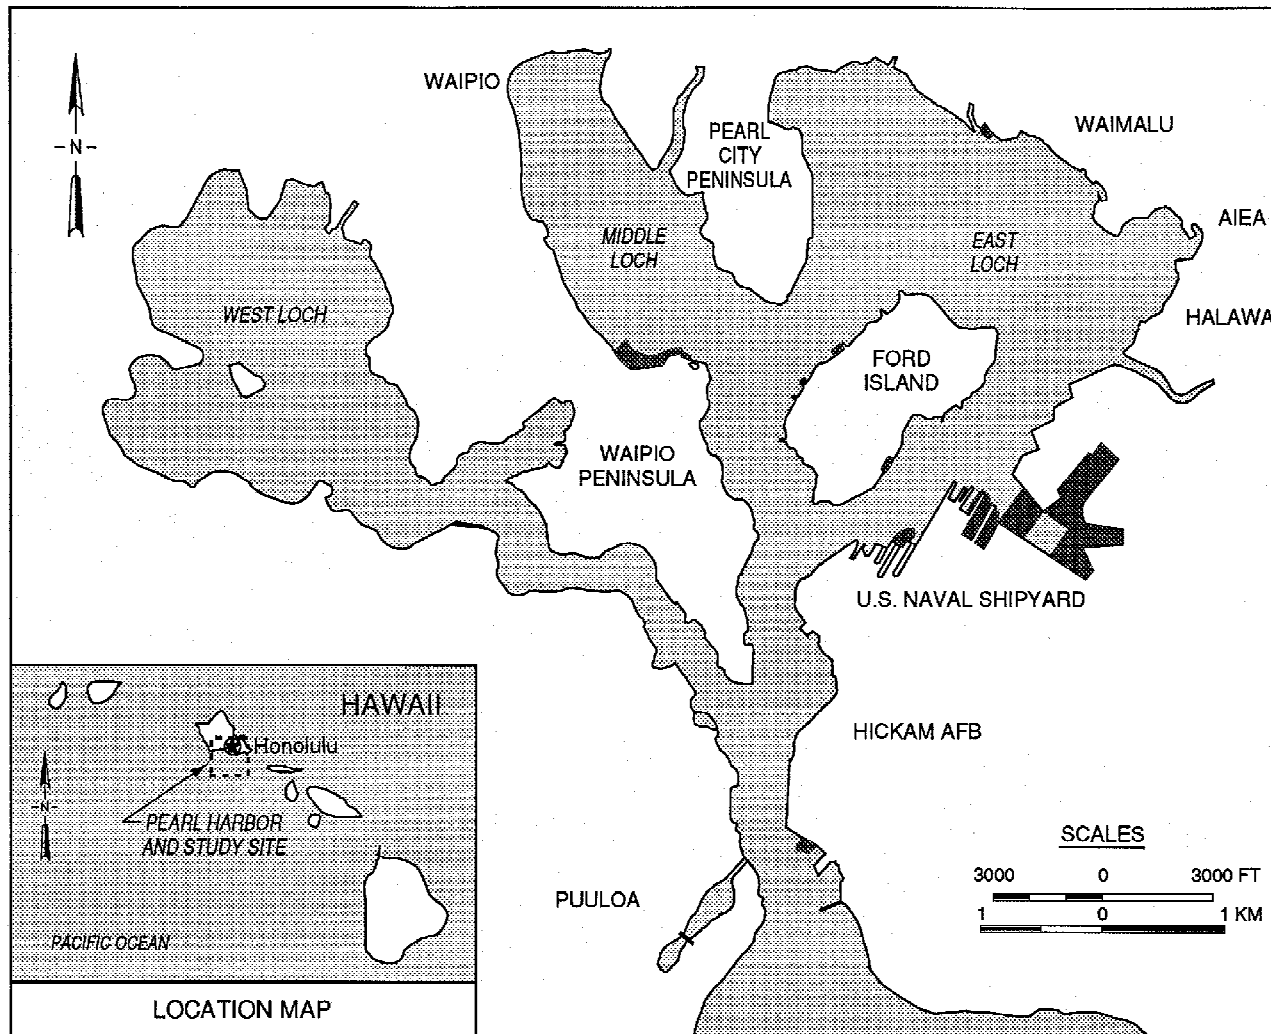 WAIPIO
- N -
PEARL
CITY
PENINSULA
WAIMALU
AIEA
MIDDLE
LOCH
EAST
LOCH
WEST LOCH
HALAWA
FORD
ISLAND
WAIPIO
PENINSULA
U.S. NAVAL SHIPYARD
HICKAM AFB
PUULOA
HAWAII
Honolulu
-N-
PEARL HARBOR
AND STUDY SITE
PACIFIC OCEAN
LOCATION MAP
SCALES
3000 0 3000 FT
1 0 1 KM